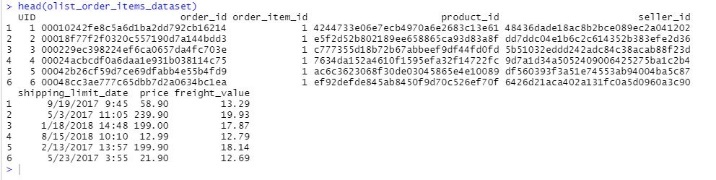 > head(olist_order_items_dataset)
UID order_id order_item_id product_id seller_id
1 1 00010242fe8c5a6d1ba2dd792cb16214 1 4244733e06e7ecb4970a6e2683c13e61 48436dade18ac8b2bce089ec2a041202
2 2 00018f77f2f0320c557190d7a144bdd3 1 e5f2d52b802189ee658865ca93d83a8f dd7ddc04e1b6c2c614352b383efe2d36
3 3 000229ec398224ef6ca0657da4fc703e 1 c777355d18b72b67abbeef9df44fd0fd 5b51032eddd242adc84c38acab88f23d
4 4 00024acbcdf0a6daa1e931b038114c75 1 7634da152a4610f1595efa32f14722fc 9d7a1d34a5052409006425275ba1c2b4
5 5 00042b26cf59d7ce69dfabb4e55b4fd9 1 ac6c3623068f30de03045865e4e10089 df560393f3a51e74553ab94004ba5c87
6 6 00048cc3ae777c65dbb7d2a0634bc1ea 1 ef92defde845ab8450f9d70c526ef70f 6426d21aca402a131fc0a5d0960a3c90
shipping_limit_date price freight_value
1 9/19/2017 9:45 58.90 13.29
2 5/3/2017 11:05 239.90 19.93
3 1/18/2018 14:48 199.00 17.87
4 8/15/2018 10:10 12.99 12.79
5 2/13/2017 13:57 199.90 18.14
6 5/23/2017 3:55 21.90 12.69
>